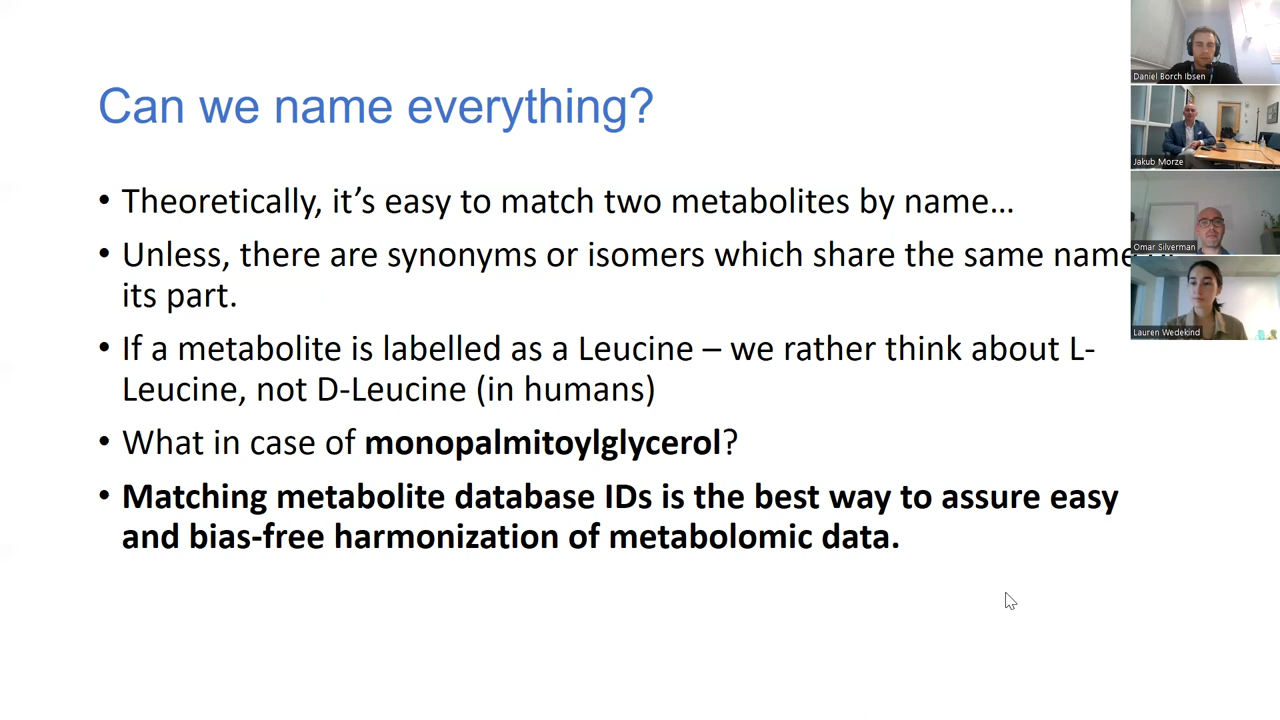 Can we name everything?
• Theoretically, it’s easy to match two metabolites by name…
• Unless, there are synonyms or isomers which share the same name
its part.
• If a metabolite is labelled as a Leucine – we rather think about L-
Leucine, not D-Leucine (in humans)
• What in case of monopalmitoylglycerol?
• Matching metabolite database IDs is the best way to assure easy
and bias-free harmonization of metabolomic data.
Daniel Borch Ibsen
Jakub Morze
Omar Silverman
Lauren Wedekind